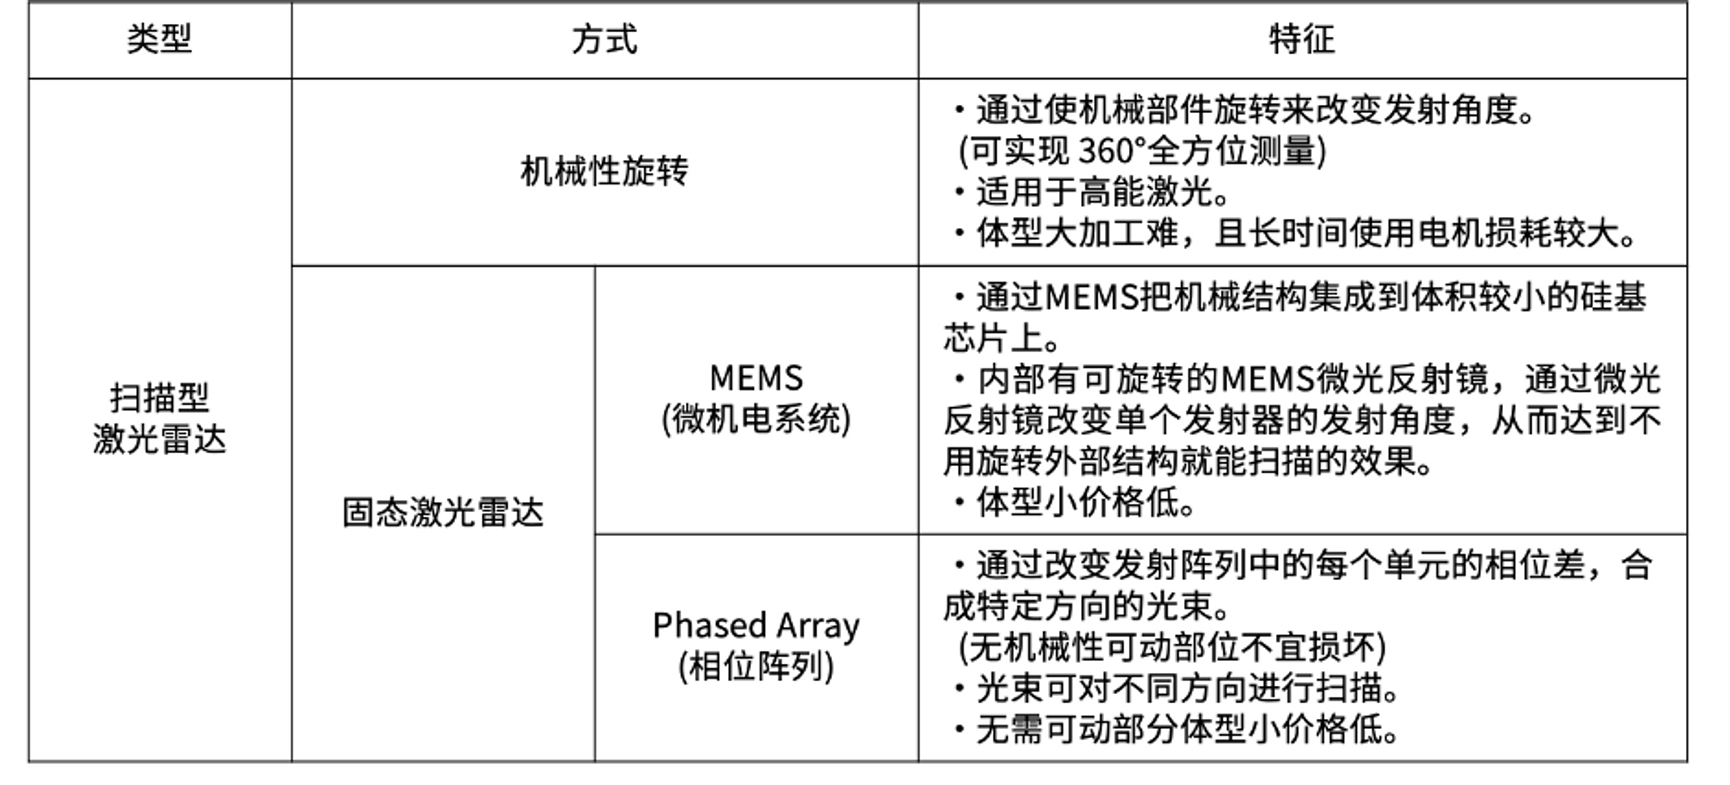 类型
方式
特征
扫描型
激光雷达
机械性旋转
・通过使机械部件旋转来改变发射角度。
(可实现 360°全方位测量)
・适用于高能激光。
・体型大加工难，且长时间使用电机损耗较大。
固态激光雷达
MEMS
(微机电系统)
・通过MEMS把机械结构集成到体积较小的硅基
芯片上。
・内部有可旋转的MEMS微光反射镜，通过微光
反射镜改变单个发射器的发射角度，从而达到不
用旋转外部结构就能扫描的效果。
・体型小价格低。
Phased Array
(相位阵列)
・通过改变发射阵列中的每个单元的相位差，合
成特定方向的光束。
(无机械性可动部位不宜损坏)
・光束可对不同方向进行扫描。
・无需可动部分体型小价格低。